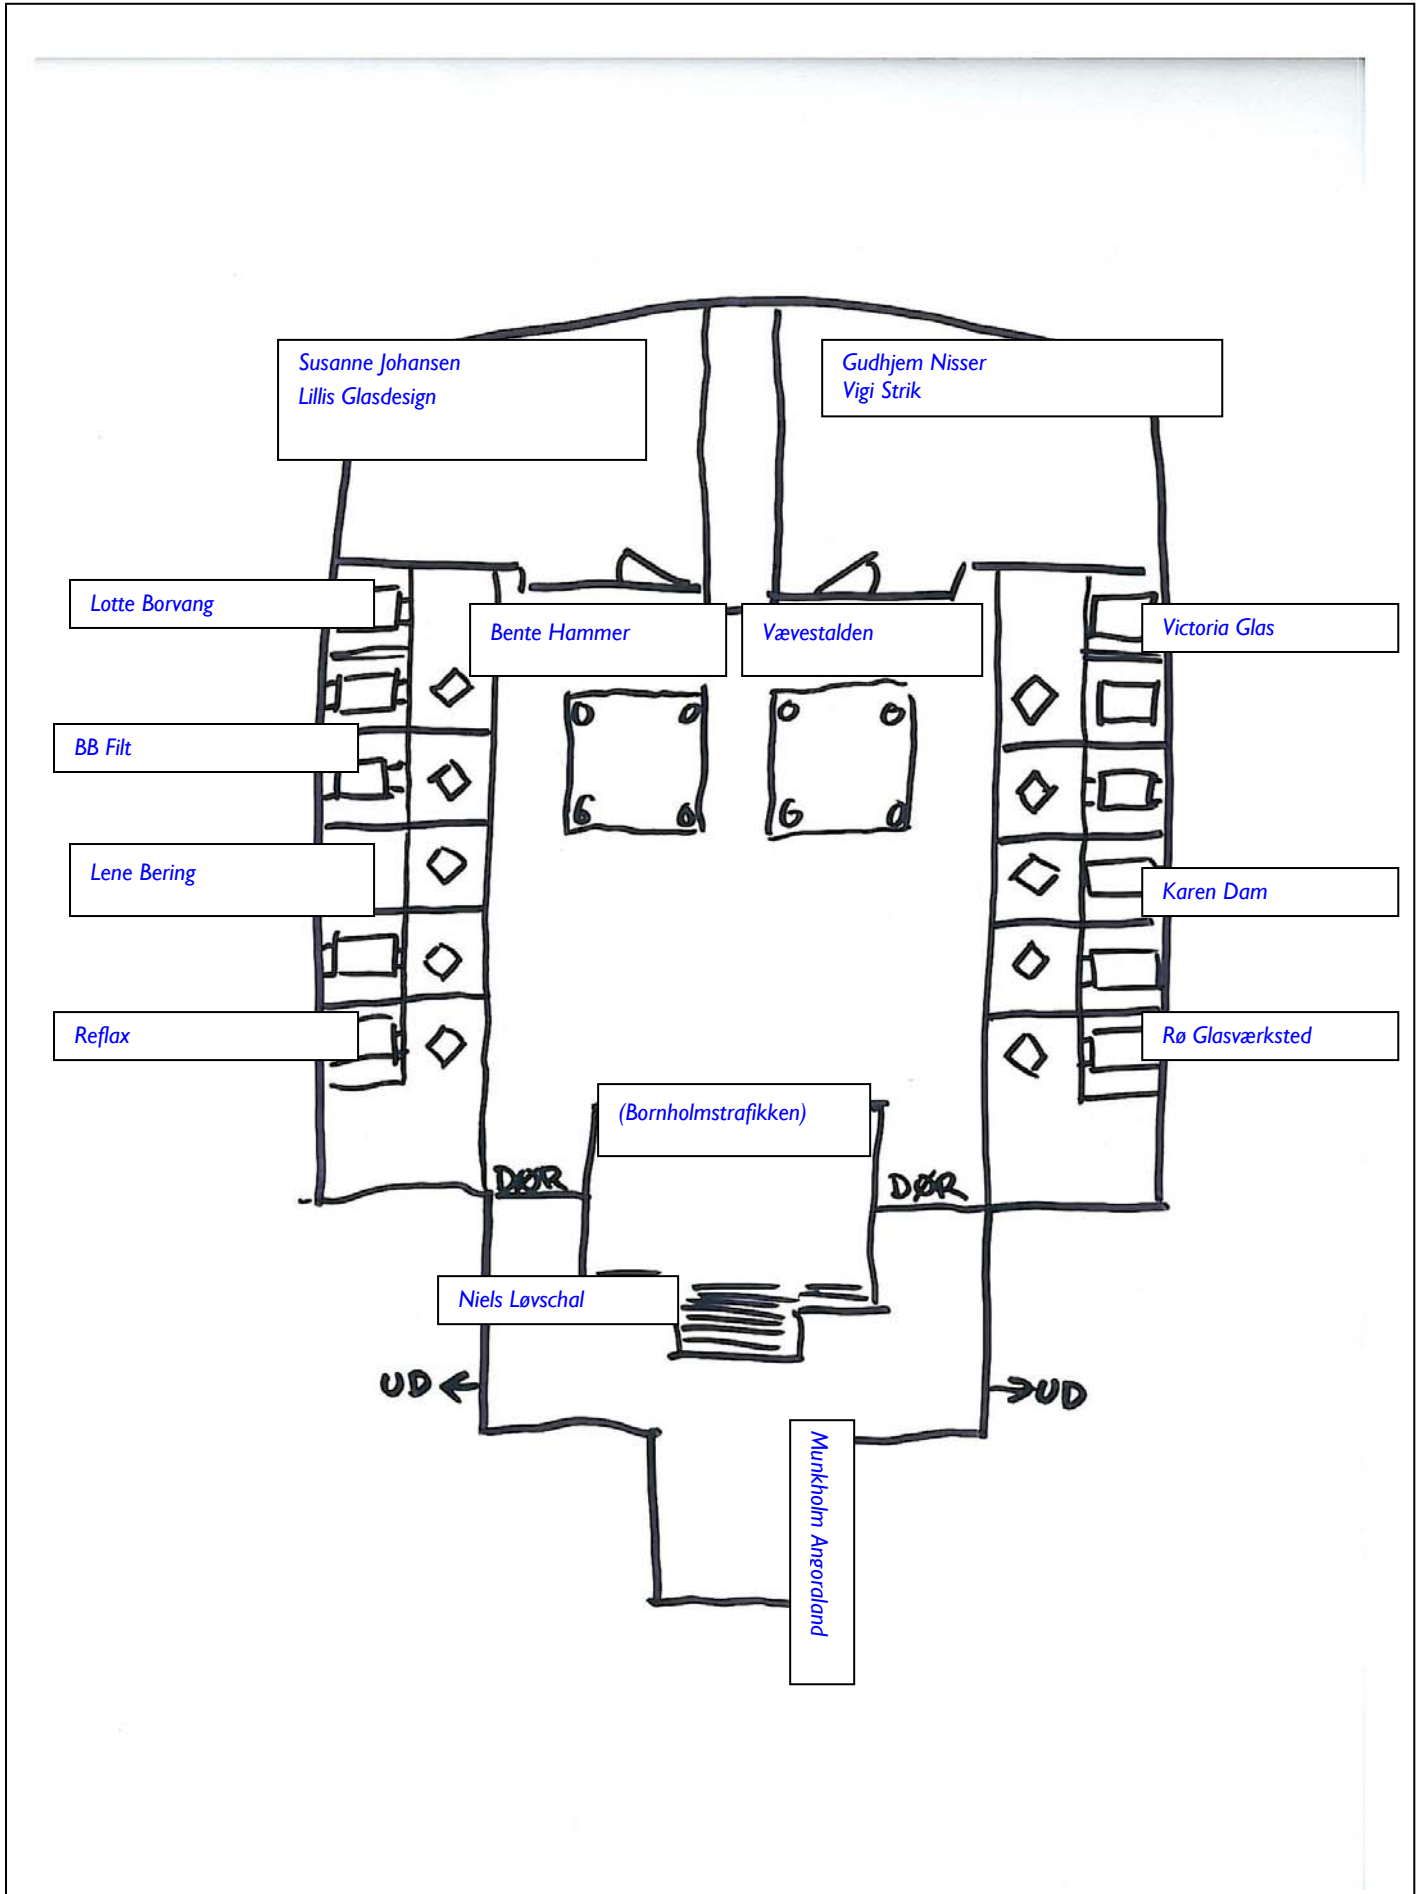 Susanne Johansen
Lillis Glasdesign
Gudhjem Nisser
Vigi Strik
Lotte Borvang
Bente Hammer
Vævestalden
Victoria Glas
BB Filt
Lene Bering
Karen Dam
Reflax
Rø Glasværksted
(Bornholmstrafikken)
DØR
DØR
Niels Løvschal
UD
UD
Munkholm Angoraland